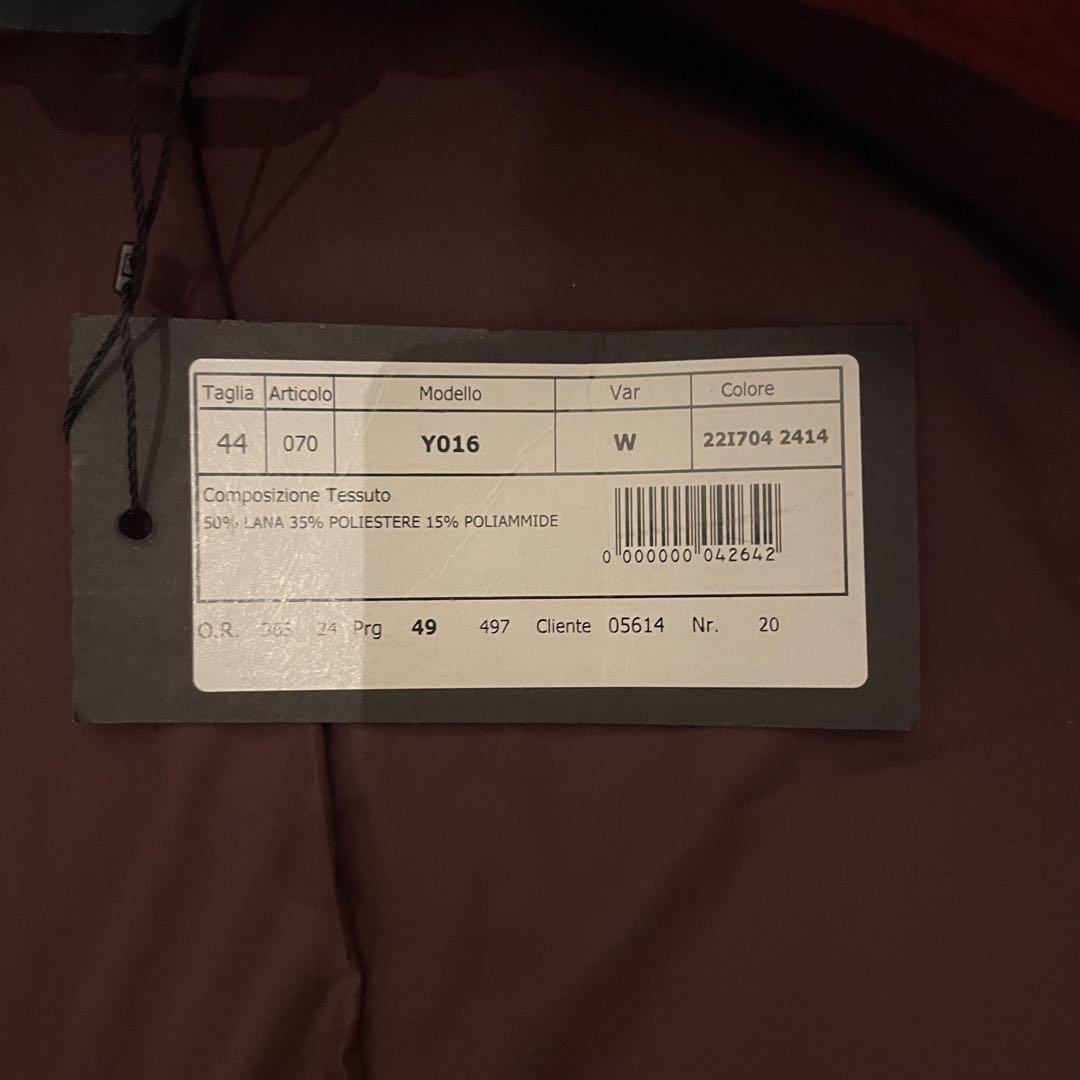 Taglia Articolo Modello Var Colore
44 070 Y016 W 22I704 2414
Composizione Tessuto
50% LANA 35% POLIESTERE 15% POLIAMMIDE
0 000000 042642
O.R. 363 24 Prg 49 497 Cliente 05614 Nr. 20